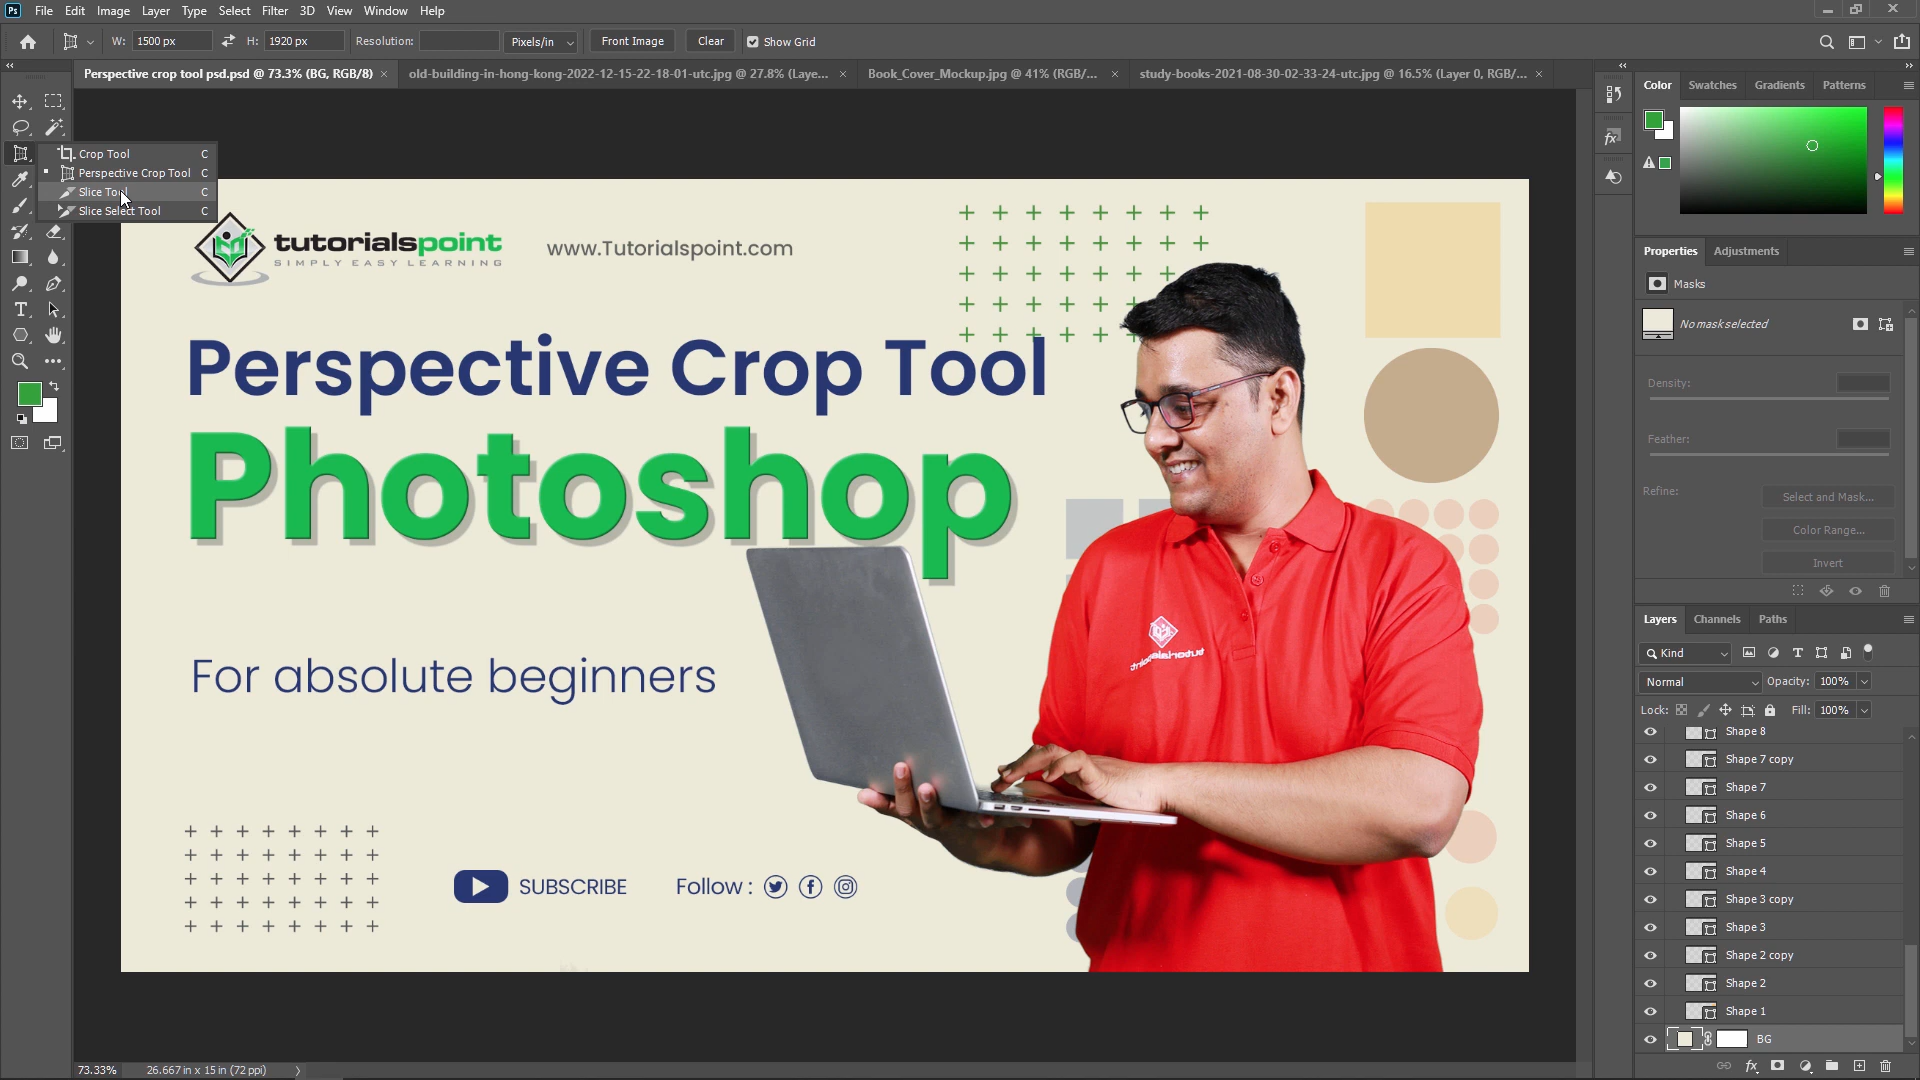 Ps File Edit Image Layer Type Select Filter 3D View Window Help
W: 1500 px H: 1920 px Resolution: Pixels/in Front Image Clear Show Grid
Perspective crop tool psd.psd @ 73.3% (BG, RGB/8) × old-building-in-hong-kong-2022-12-15-22-18-01-utc.jpg @ 27.8% (Laye... × Book_Cover_Mockup.jpg @ 41% (RGB/... × study-books-2021-08-30-02-33-24-utc.jpg @ 16.5% (Layer 0, RGB/... ×
Crop Tool C
Perspective Crop Tool C
Slice Tool C
Slice Select Tool C
tutorialspoint
SIMPLY EASY LEARNING
www.Tutorialspoint.com
Perspective Crop Tool
Photoshop
For absolute beginners
SUBSCRIBE Follow :
73.33% 26.667 in x 15 in (72 ppi)
Color Swatches Gradients Patterns
Properties Adjustments
Masks
No mask selected
Density:
Feather:
Refine:
Select and Mask...
Color Range...
Invert
Layers Channels Paths
Kind
Normal Opacity: 100%
Lock: Fill: 100%
Shape 8
Shape 7 copy
Shape 7
Shape 6
Shape 5
Shape 4
Shape 3 copy
Shape 3
Shape 2 copy
Shape 2
Shape 1
BG